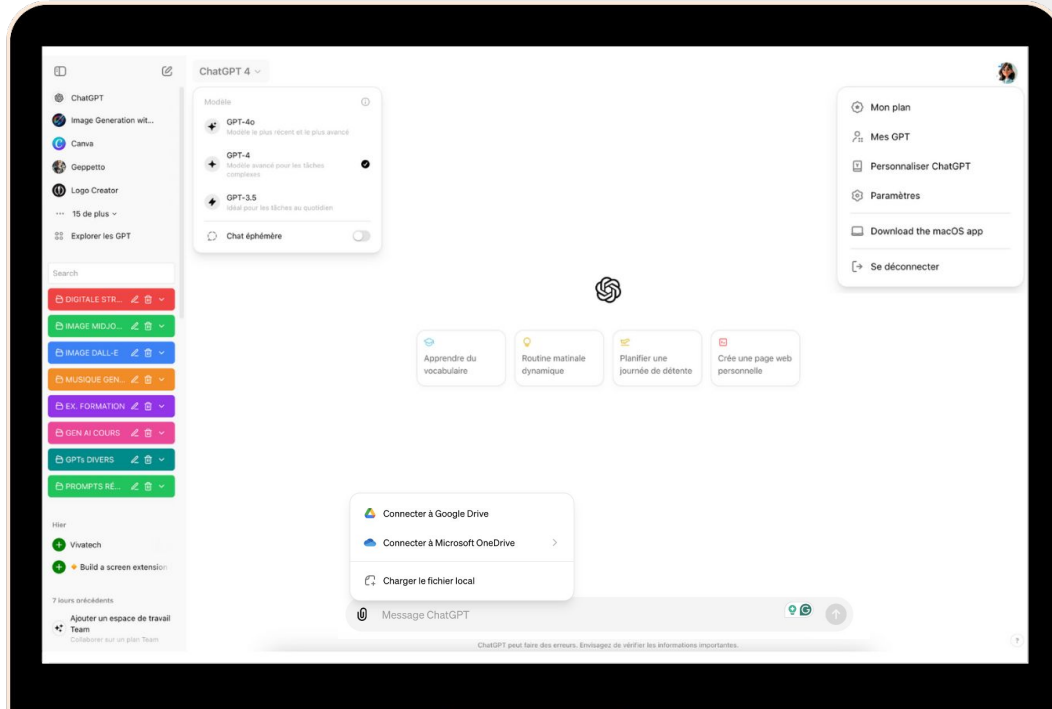 ChatGPT
Image Generation wit...
Canva
Geppetto
Logo Creator
15 de plus
Explorer les GPT
Search
DIGITALE STR...
IMAGE MIDJO...
IMAGE DALL-E
MUSIQUE GEN...
EX. FORMATION
GEN AI COURS
GPTs DIVERS
PROMPTS RÉ...
Hier
Vivatech
Build a screen extension
7 jours précédents
Ajouter un espace de travail
Team
Collaborer sur un plan Team
ChatGPT 4
Modèle
GPT-4o
Modèle le plus récent et le plus avancé
GPT-4
Modèle avancé pour les tâches
complexes
GPT-3.5
Idéal pour les tâches au quotidien
Chat éphémère
Apprendre du
vocabulaire
Routine matinale
dynamique
Planifier une
journée de détente
Crée une page web
personnelle
Connecter à Google Drive
Connecter à Microsoft OneDrive
Charger le fichier local
Message ChatGPT
ChatGPT peut faire des erreurs. Envisagez de vérifier les informations importantes.
Mon plan
Mes GPT
Personnaliser ChatGPT
Paramètres
Download the macOS app
Se déconnecter
?